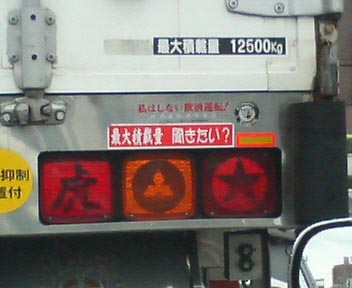 最大積載量 12500Kg
私はしない飲酒運転!
最大積載量 聞きたい?
抑制
置付
虎
8